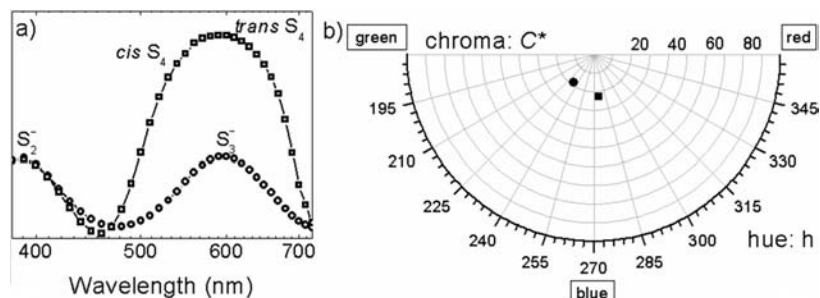 a)
trans S4
cis S4
S2−
S3−
400 500 600 700
Wavelength (nm)
b)
green chroma: C* 20 40 60 80 red
195 345
210 330
225 315
240 300
hue: h
255 270 285
blue